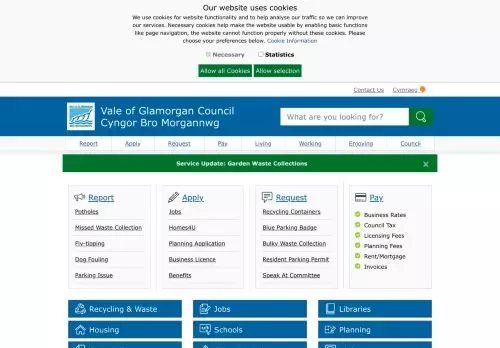 Our website uses cookies
We use cookies for website functionality and to help analyse our traffic so we can improve
our services. Necessary cookies help make the website usable by enabling basic functions
like page navigation, the website cannot function properly without these cookies. Please
choose your preferences below. Cookie Information
Necessary Statistics
Allow all Cookies Allow selection
Contact Us Cymraeg
Vale of Glamorgan Council
Cyngor Bro Morgannwg
What are you looking for?
Report Apply Request Pay Living Working Enjoying Council
Service Update: Garden Waste Collections ×
Report
Potholes
Missed Waste Collection
Fly-tipping
Dog Fouling
Parking Issue
Apply
Jobs
Homes4U
Planning Application
Business Licence
Benefits
Request
Recycling Containers
Blue Parking Badge
Bulky Waste Collection
Resident Parking Permit
Speak At Committee
Pay
Business Rates
Council Tax
Licensing Fees
Planning Fees
Rent/Mortgage
Invoices
Recycling & Waste Jobs Libraries
Housing Schools Planning